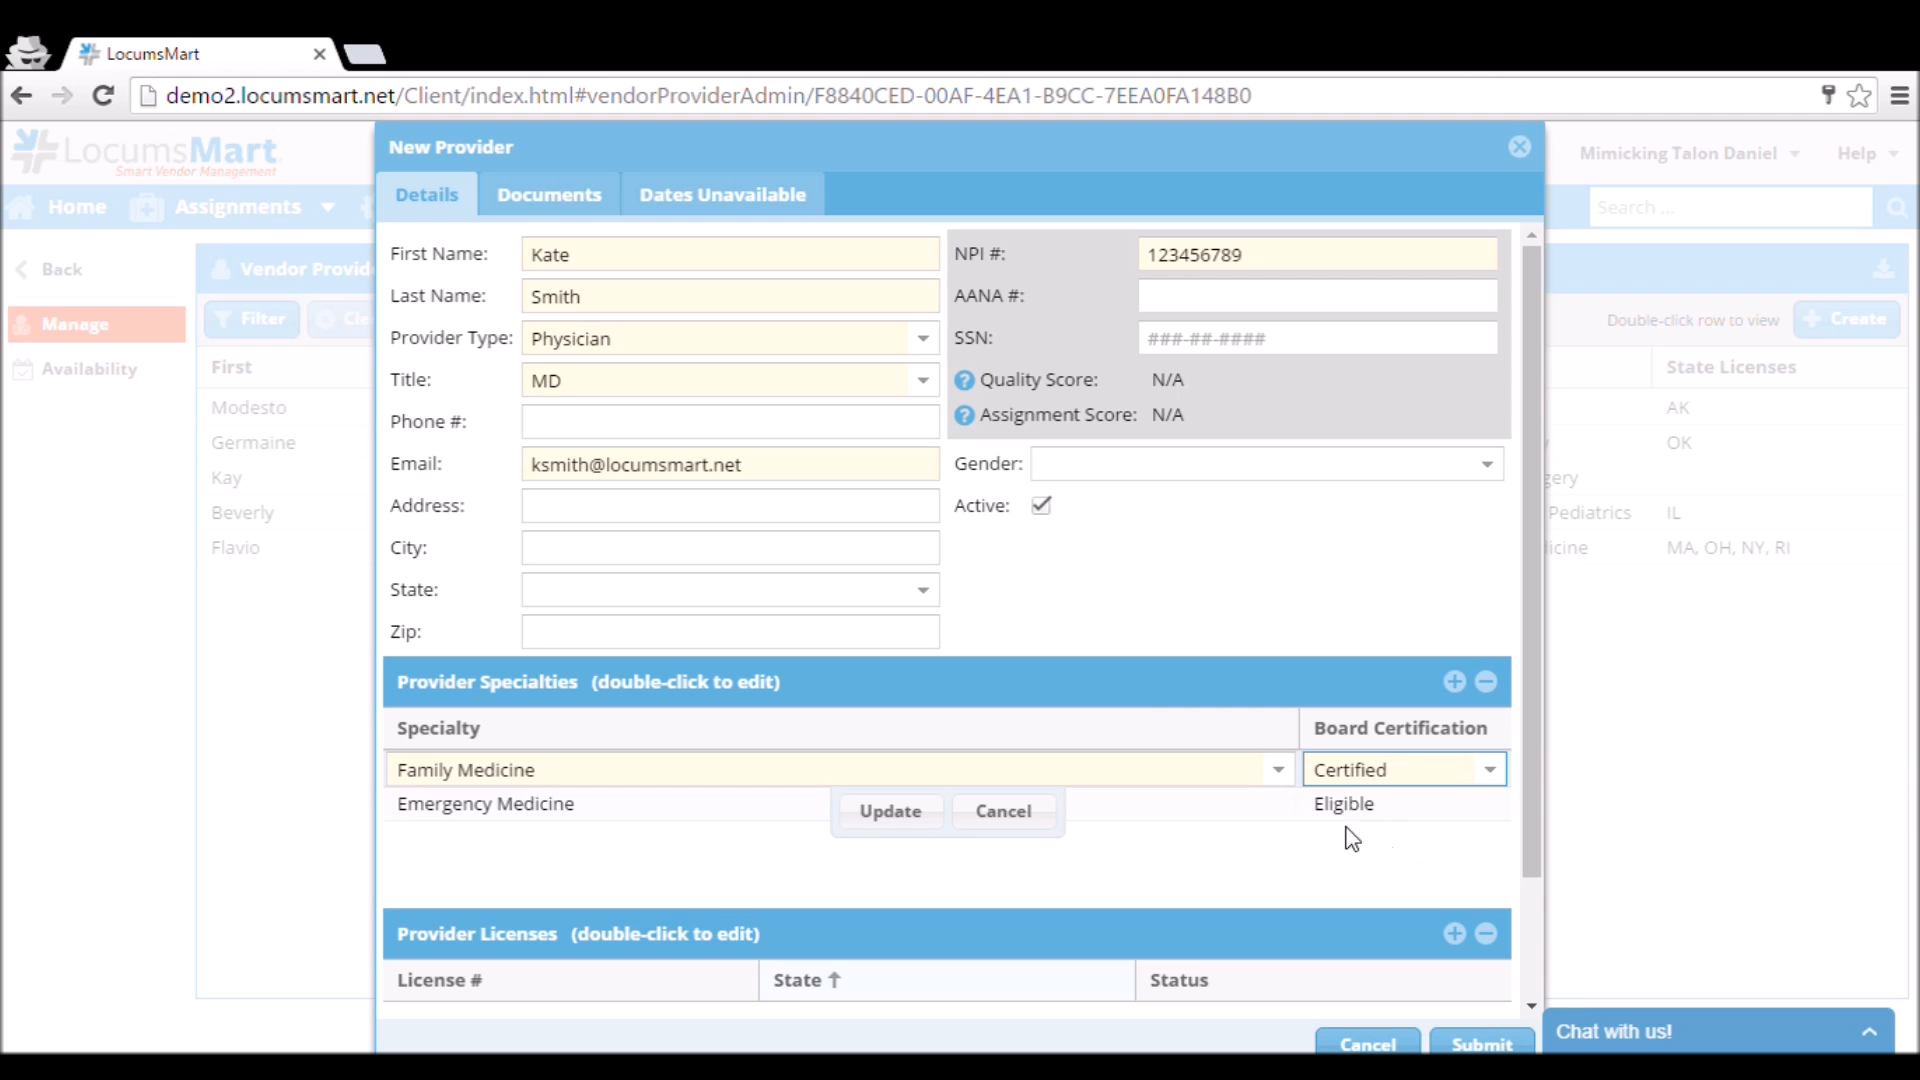 LocumsMart
demo2.locumsmart.net/Client/index.html#vendorProviderAdmin/F8840CED-00AF-4EA1-B9CC-7EEA0FA148B0
LocumsMart
Smart Vendor Management
New Provider
Mimicking Talon Daniel
Help
Home
Assignments
Details
Documents
Dates Unavailable
Search ...
Back
Vendor Provid
Manage
Filter
Cle
Double-click row to view
Create
Availability
First
State Licenses
Modesto
AK
Germaine
y
OK
Kay
gery
Beverly
Pediatrics
IL
Flavio
licine
MA, OH, NY, RI
First Name:
Kate
NPI #:
123456789
Last Name:
Smith
AANA #:
Provider Type:
Physician
SSN:
###-##-####
Title:
MD
Quality Score:
N/A
Phone #:
Assignment Score:
N/A
Email:
ksmith@locumsmart.net
Gender:
Address:
Active:
City:
State:
Zip:
Provider Specialties (double-click to edit)
Specialty
Board Certification
Family Medicine
Certified
Emergency Medicine
Eligible
Update
Cancel
Provider Licenses (double-click to edit)
License #
State
Status
Cancel
Submit
Chat with us!